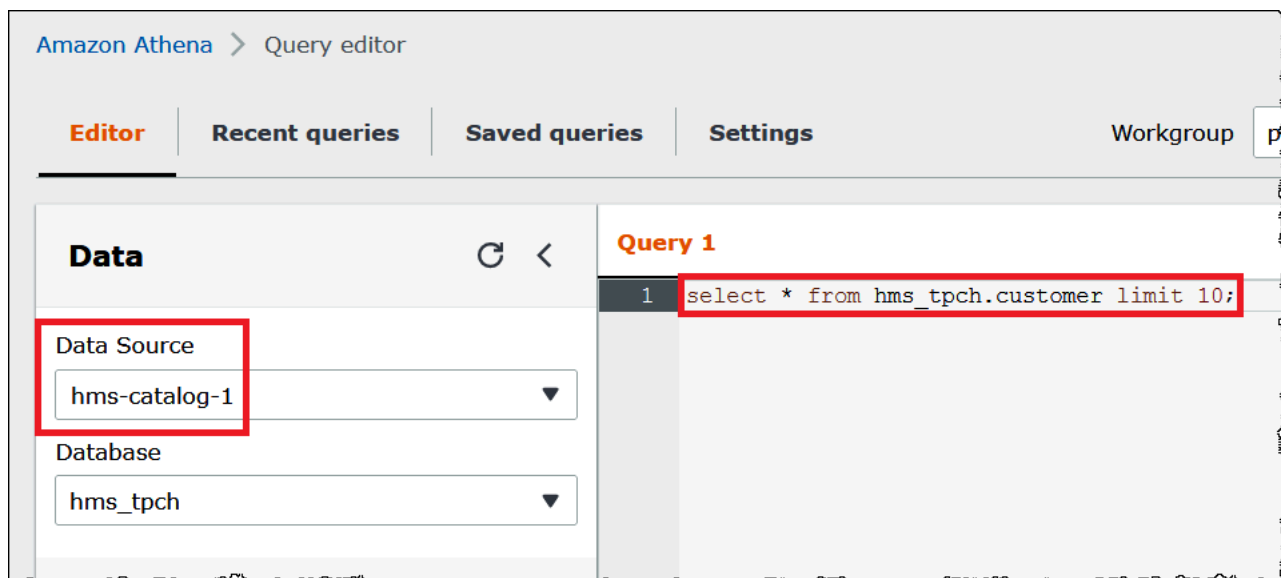 Amazon Athena > Query editor
Editor Recent queries Saved queries Settings Workgroup
Data
Query 1
1 select * from hms_tpch.customer limit 10;
Data Source
hms-catalog-1
Database
hms_tpch